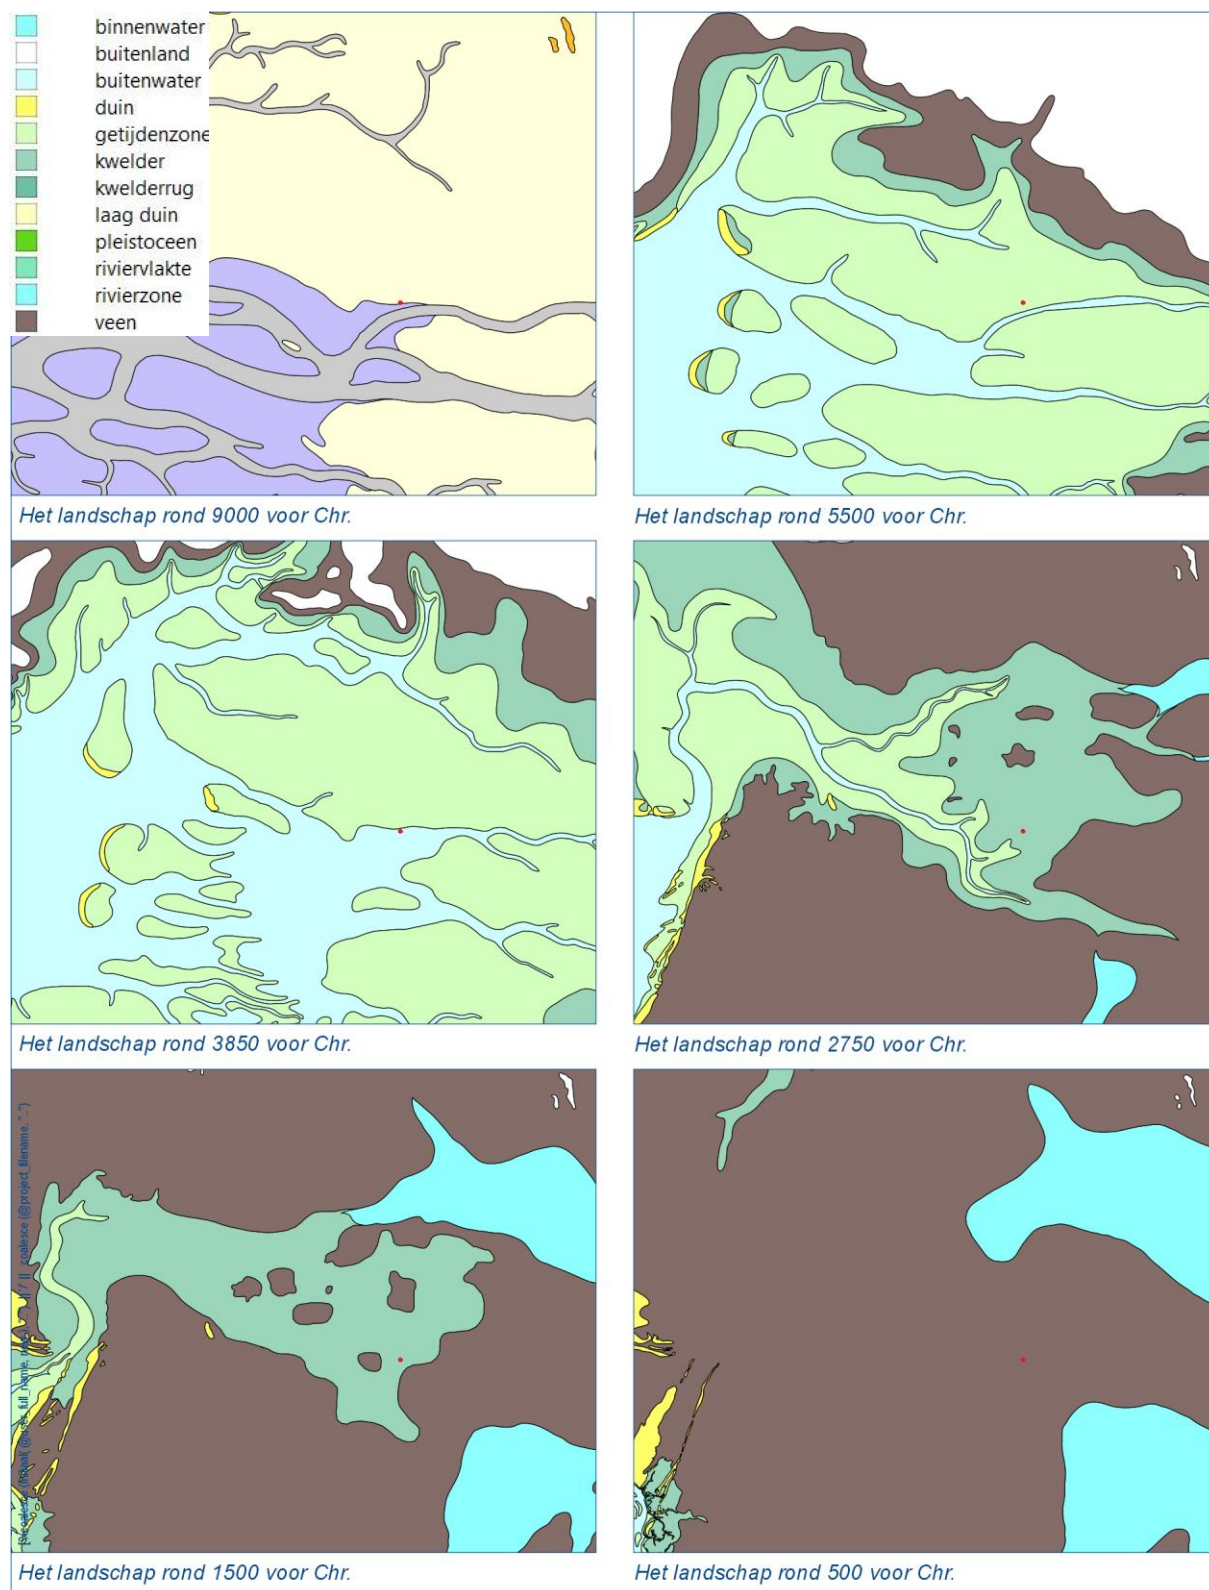 binnenwater
buitenland
buitenwater
duin
getijdenzone
kwelder
kwelderrug
laag duin
pleistoceen
riviervlakte
rivierzone
veen
Het landschap rond 9000 voor Chr.
Het landschap rond 5500 voor Chr.
Het landschap rond 3850 voor Chr.
Het landschap rond 2750 voor Chr.
Het landschap rond 1500 voor Chr.
Het landschap rond 500 voor Chr.